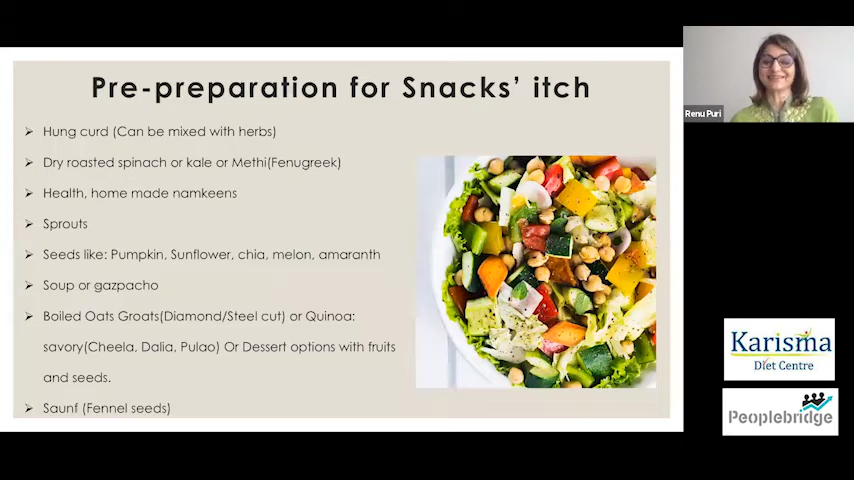 Pre-preparation for Snacks' itch
➢ Hung curd (Can be mixed with herbs)
➢ Dry roasted spinach or kale or Methi(Fenugreek)
➢ Health, home made namkeens
➢ Sprouts
➢ Seeds like: Pumpkin, Sunflower, chia, melon, amaranth
➢ Soup or gazpacho
➢ Boiled Oats Groats(Diamond/Steel cut) or Quinoa:
savory(Cheela, Dalia, Pulao) Or Dessert options with fruits
and seeds.
➢ Saunf (Fennel seeds)
Renu Puri
Karisma
Diet Centre
Peoplebridge